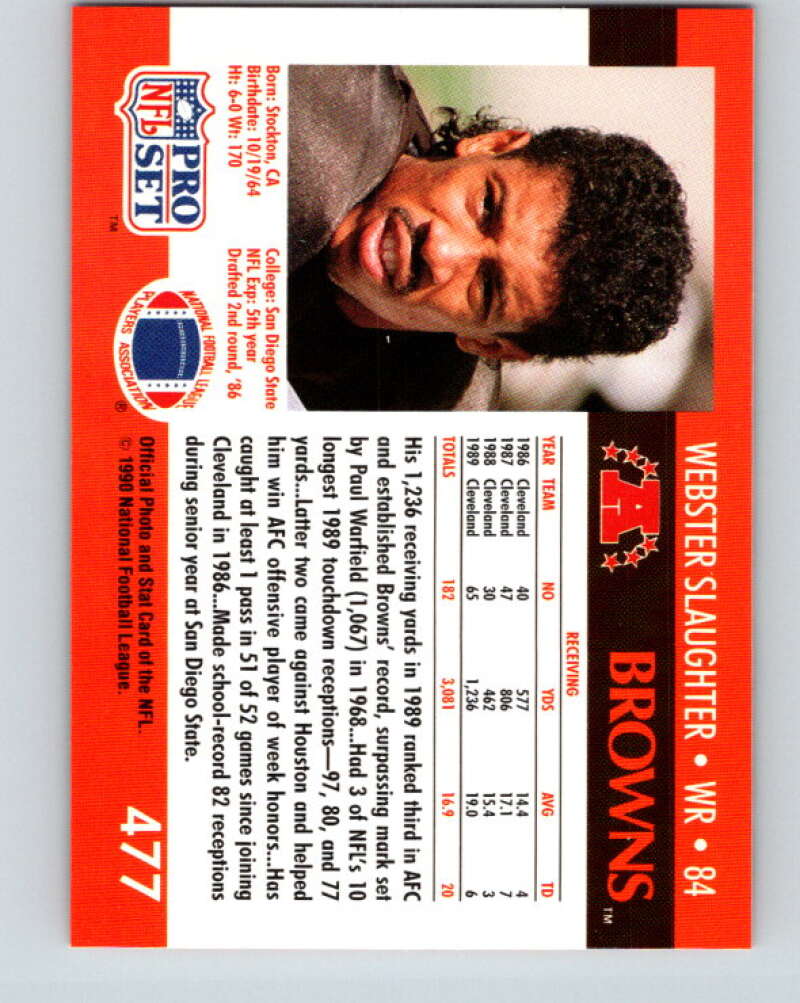 WEBSTER SLAUGHTER • WR • 84
A BROWNS™
Born: Stockton, CA
Birthdate: 10/19/64
Ht: 6-0 Wt: 170
College: San Diego State
NFL Exp: 5th year
Drafted 2nd round, '86
NFL PRO SET ™
NATIONAL FOOTBALL LEAGUE
PLAYERS ASSOCIATION ®
RECEIVING
YEAR TEAM NO YDS AVG TD
1986 Cleveland 40 577 14.4 4
1987 Cleveland 47 806 17.1 7
1988 Cleveland 30 462 15.4 3
1989 Cleveland 65 1,236 19.0 6
TOTALS 182 3,081 16.9 20
His 1,236 receiving yards in 1989 ranked third in AFC
and established Browns' record, surpassing mark set
by Paul Warfield (1,067) in 1968...Had 3 of NFL's 10
longest 1989 touchdown receptions—97, 80, and 77
yards...Latter two came against Houston and helped
him win AFC offensive player of week honors...Has
caught at least 1 pass in 51 of 52 games since joining
Cleveland in 1986...Made school-record 82 receptions
during senior year at San Diego State.
Official Photo and Stat Card of the NFL.
© 1990 National Football League.
477